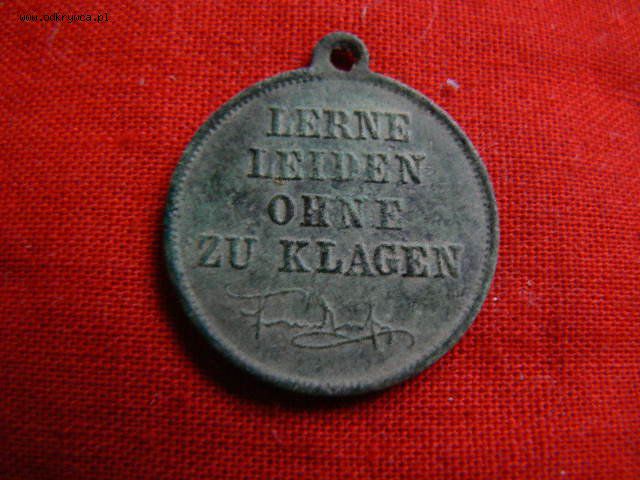 www.odkrywca.pl
LERNE
LEIDEN
OHNE
ZU KLAGEN